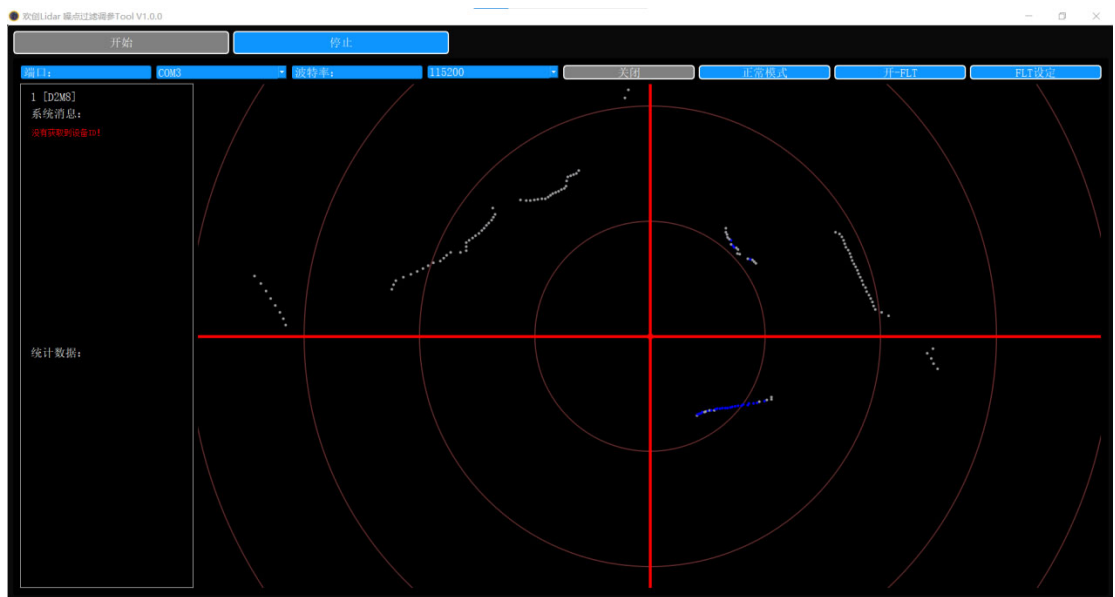 欢创Lidar 噪点过滤调参Tool V1.0.0
开始
停止
端口:
COM3
波特率:
115200
关闭
正常模式
开-FLT
FLT设定
1 [D2M8]
系统消息:
没有获取到设备ID!
统计数据: